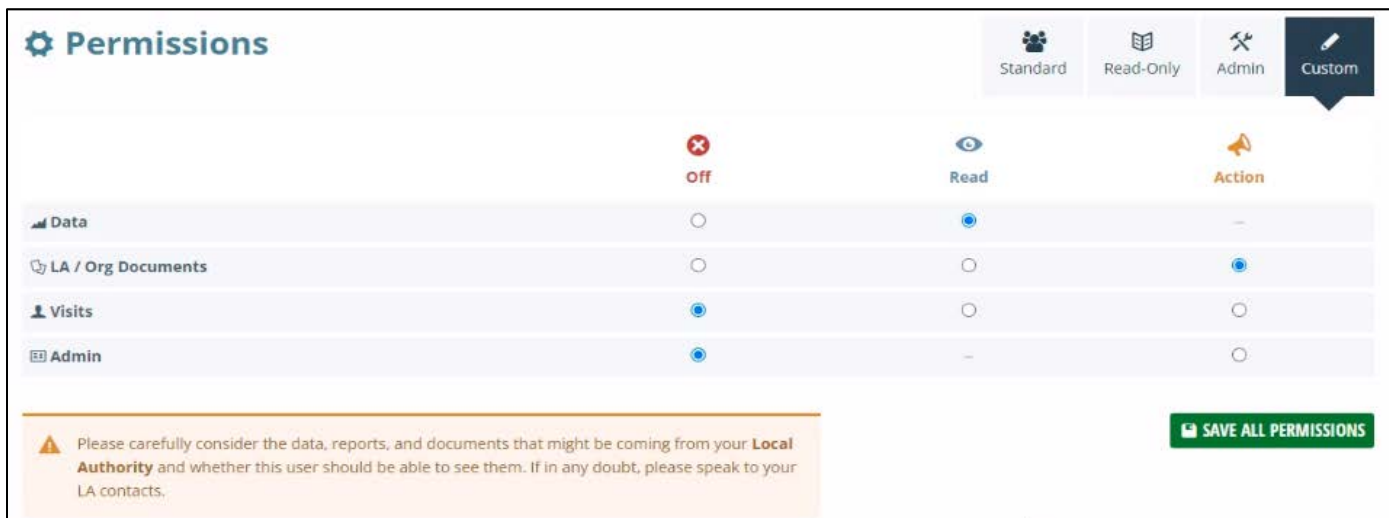 Permissions
Standard
Read-Only
Admin
Custom
Off
Read
Action
Data
–
LA / Org Documents
Visits
Admin
–
Please carefully consider the data, reports, and documents that might be coming from your Local
Authority and whether this user should be able to see them. If in any doubt, please speak to your
LA contacts.
SAVE ALL PERMISSIONS